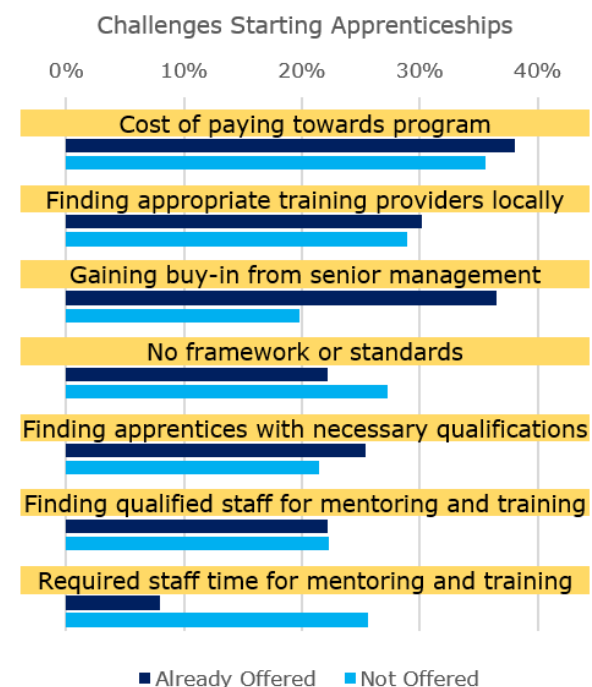 Challenges Starting Apprenticeships
0% 10% 20% 30% 40%
Cost of paying towards program
Finding appropriate training providers locally
Gaining buy-in from senior management
No framework or standards
Finding apprentices with necessary qualifications
Finding qualified staff for mentoring and training
Required staff time for mentoring and training
Already Offered Not Offered